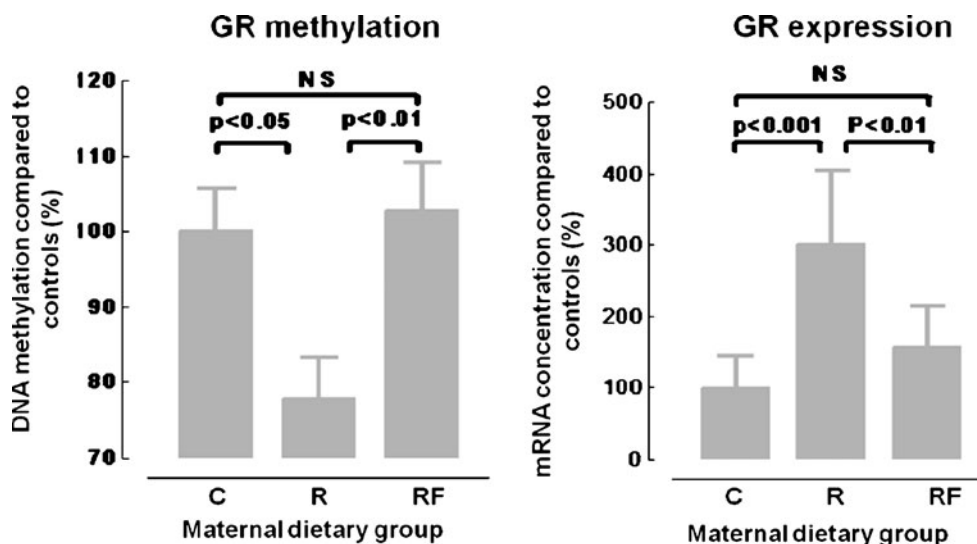 GR methylation
DNA methylation compared to
controls (%)
120
110
100
90
80
70
NS
p<0.05
p<0.01
C
R
RF
Maternal dietary group
GR expression
mRNA concentration compared to
controls (%)
500
400
300
200
100
0
NS
p<0.001
P<0.01
C
R
RF
Maternal dietary group